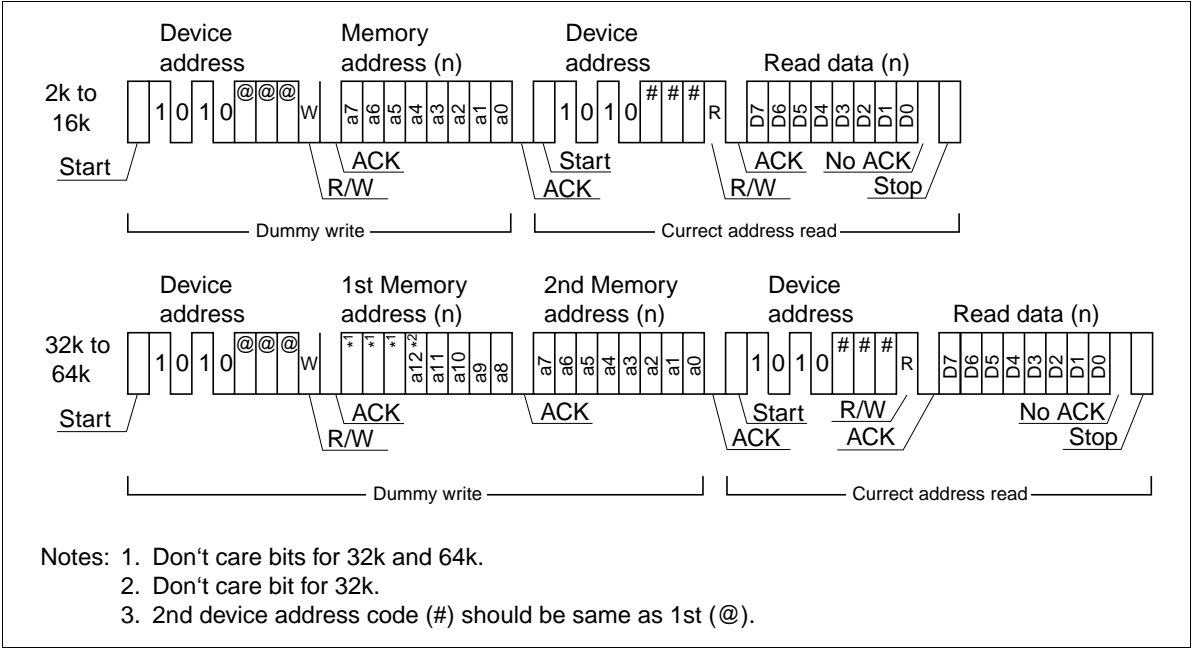 Device address
Memory address (n)
Device address
Read data (n)
2k to 16k
1 0 1 0 @ @ @ W
a7 a6 a5 a4 a3 a2 a1 a0
1 0 1 0 # # # R
D7 D6 D5 D4 D3 D2 D1 D0
Start
R/W
ACK
ACK
Start
R/W
ACK
No ACK
Stop
Dummy write
Currect address read
Device address
1st Memory address (n)
2nd Memory address (n)
Device address
Read data (n)
32k to 64k
1 0 1 0 @ @ @ W
*1 *1 *1 a12*2 a11 a10 a9 a8
a7 a6 a5 a4 a3 a2 a1 a0
1 0 1 0 # # # R
D7 D6 D5 D4 D3 D2 D1 D0
Start
R/W
ACK
ACK
ACK
Start
R/W
ACK
No ACK
Stop
Dummy write
Currect address read
Notes: 1. Don‘t care bits for 32k and 64k.
2. Don‘t care bit for 32k.
3. 2nd device address code (#) should be same as 1st (@).